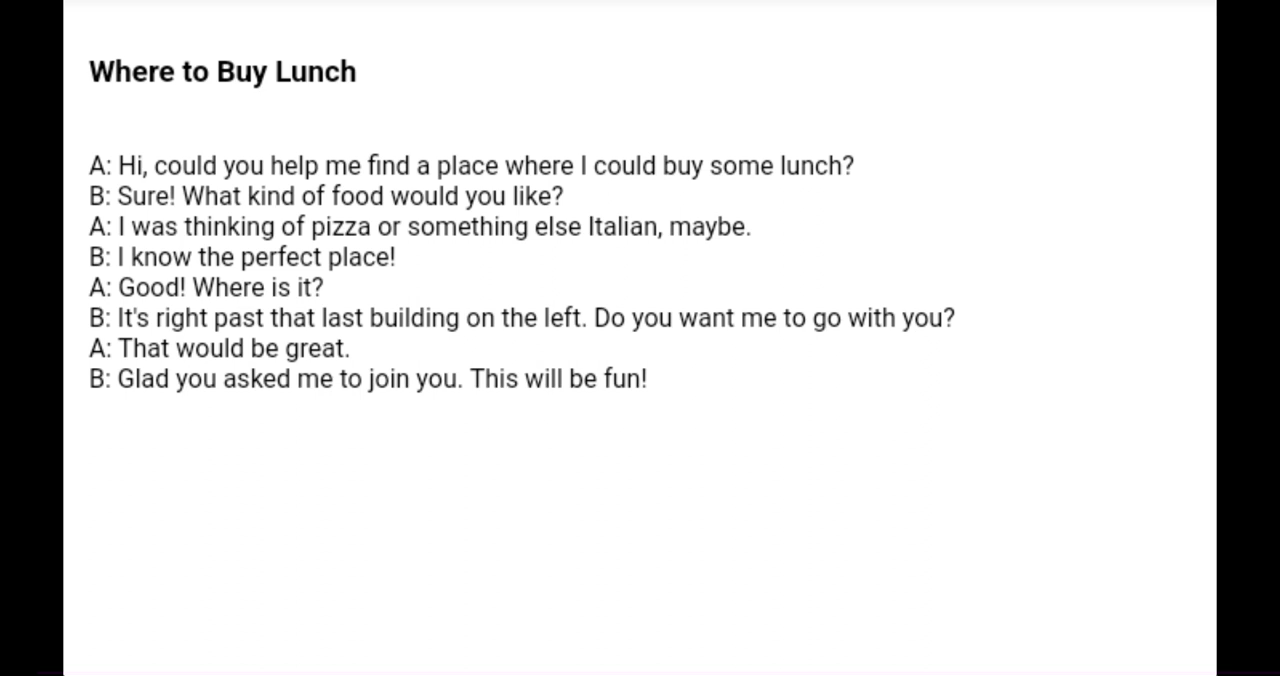 Where to Buy Lunch
A: Hi, could you help me find a place where I could buy some lunch?
B: Sure! What kind of food would you like?
A: I was thinking of pizza or something else Italian, maybe.
B: I know the perfect place!
A: Good! Where is it?
B: It's right past that last building on the left. Do you want me to go with you?
A: That would be great.
B: Glad you asked me to join you. This will be fun!